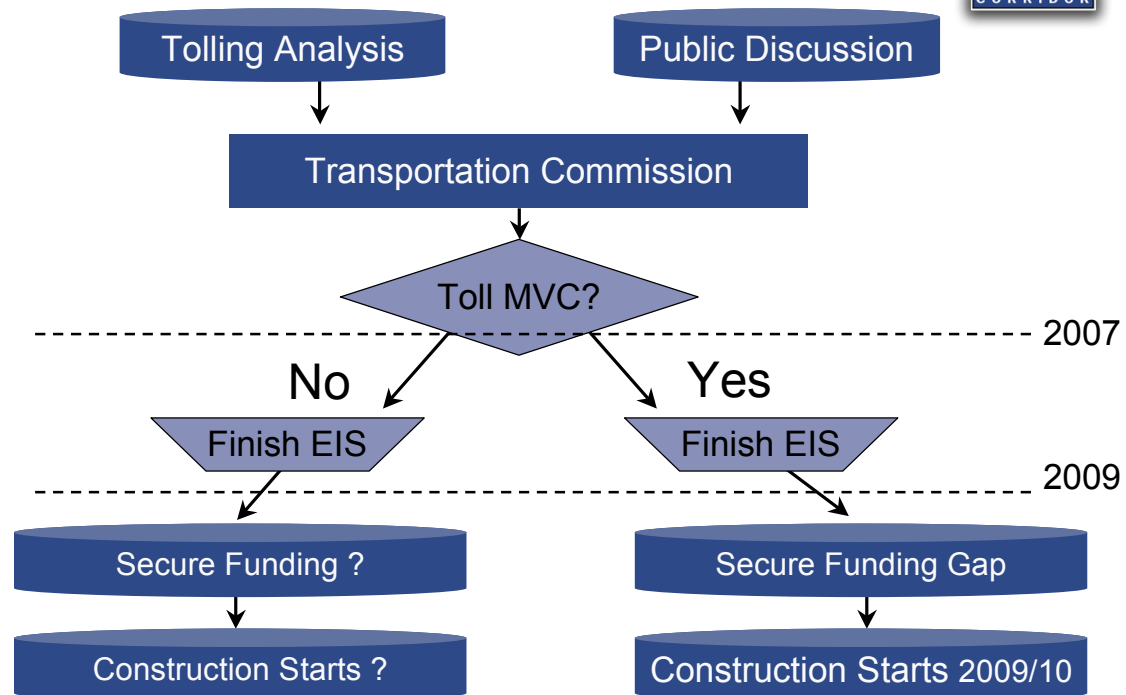 CORRIDOR
Tolling Analysis
Public Discussion
Transportation Commission
Toll MVC?
2007
No
Yes
Finish EIS
Finish EIS
2009
Secure Funding ?
Secure Funding Gap
Construction Starts ?
Construction Starts 2009/10